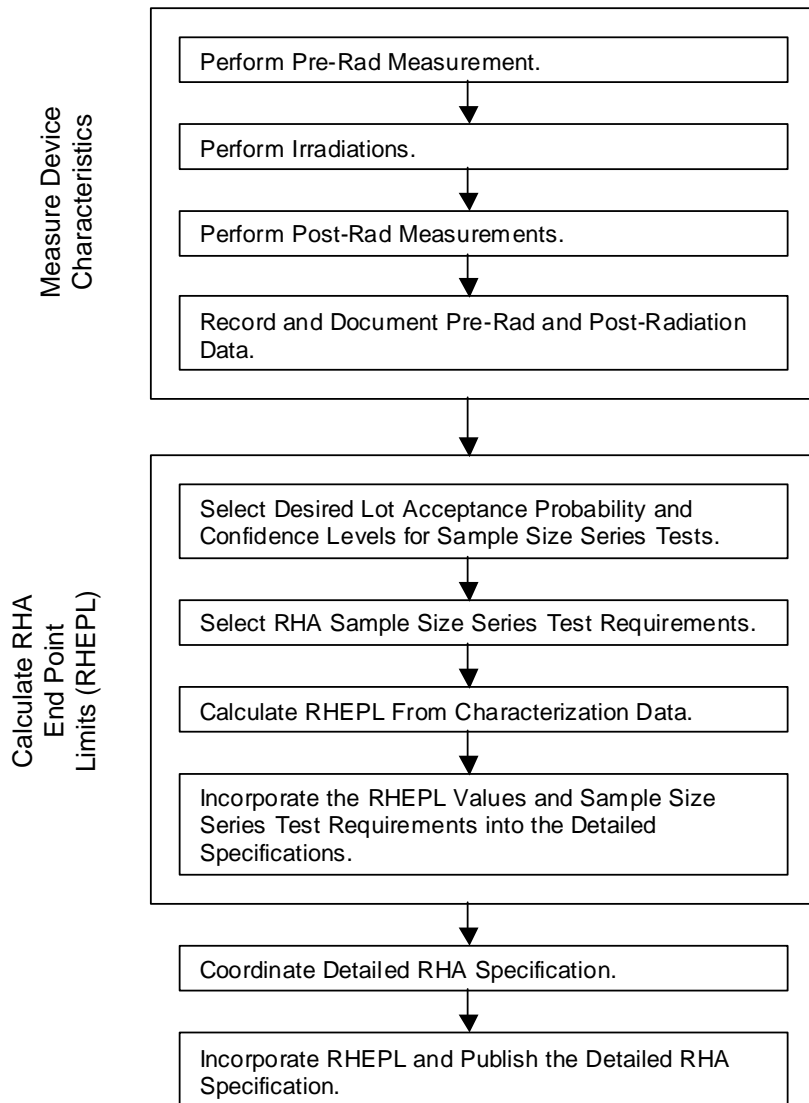 Measure Device
Characteristics
Perform Pre-Rad Measurement.
Perform Irradiations.
Perform Post-Rad Measurements.
Record and Document Pre-Rad and Post-Radiation
Data.
Calculate RHA
End Point
Limits (RHEPL)
Select Desired Lot Acceptance Probability and
Confidence Levels for Sample Size Series Tests.
Select RHA Sample Size Series Test Requirements.
Calculate RHEPL From Characterization Data.
Incorporate the RHEPL Values and Sample Size
Series Test Requirements into the Detailed
Specifications.
Coordinate Detailed RHA Specification.
Incorporate RHEPL and Publish the Detailed RHA
Specification.